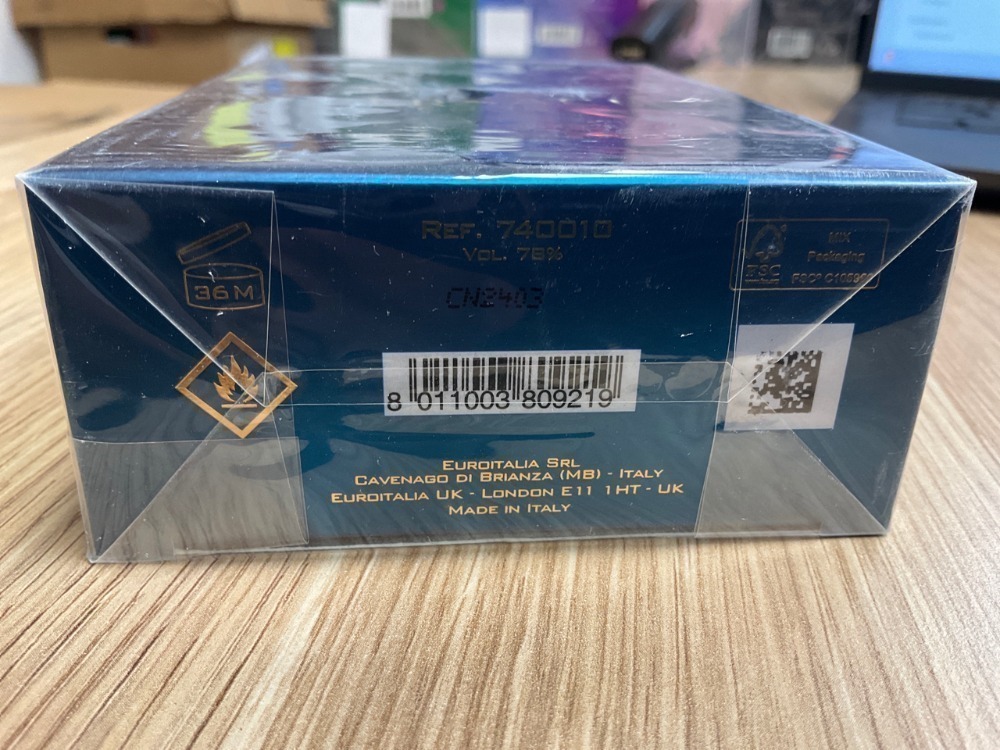 Ref. 740010
Vol. 78%
36 M
FSC
MIX
Packaging
CN2403
8 011003 809219
Euroitalia Srl
Cavenago di Brianza (MB) - Italy
Euroitalia UK - London E11 1HT - UK
Made in Italy